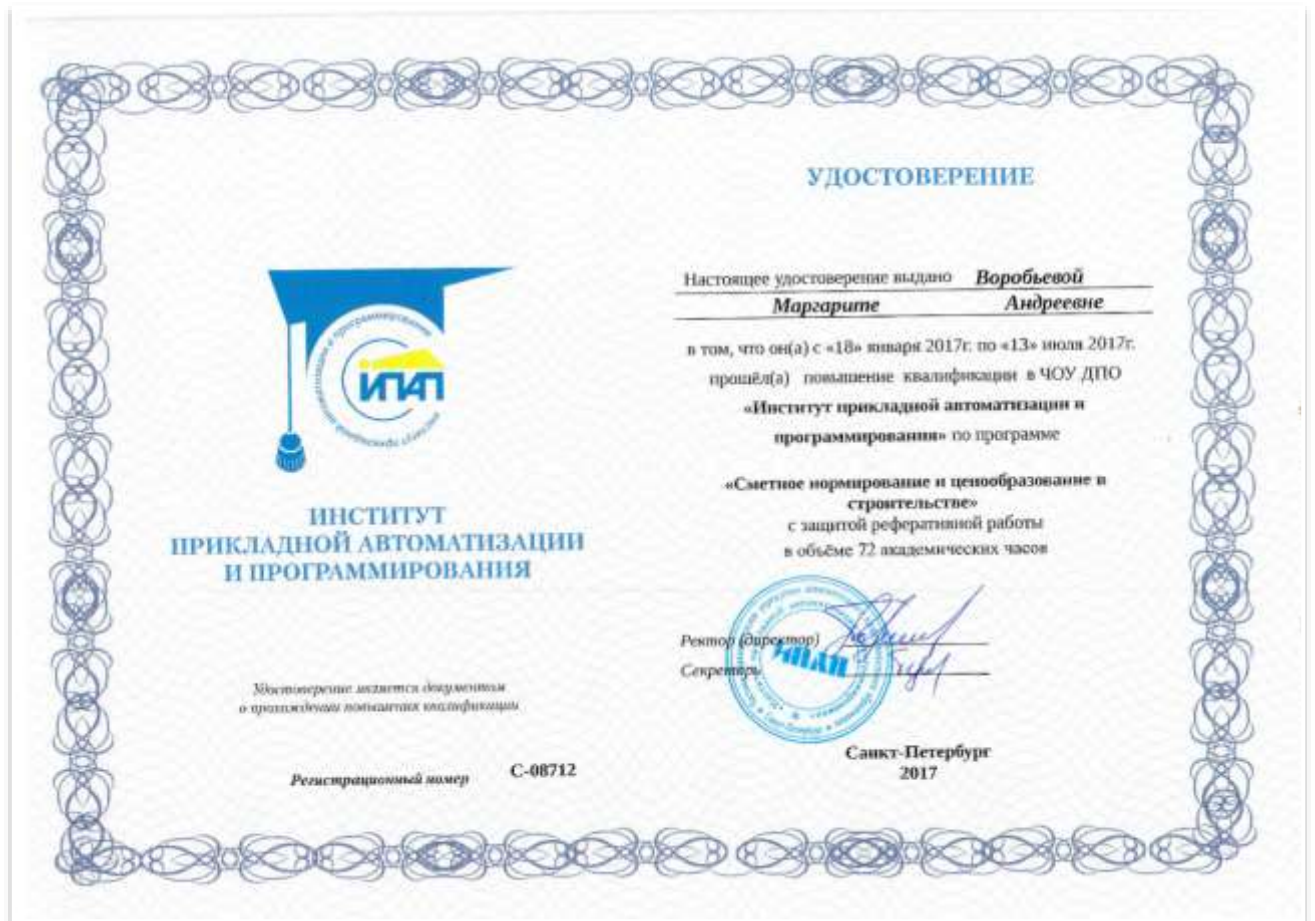 ИПАП
ИНСТИТУТ
ПРИКЛАДНОЙ АВТОМАТИЗАЦИИ
И ПРОГРАММИРОВАНИЯ
Удостоверение является документом
о прохождении повышения квалификации
Регистрационный номер С-08712
УДОСТОВЕРЕНИЕ
Настоящее удостоверение выдано Воробьевой
Маргарите Андреевне
в том, что он(а) с «18» января 2017г. по «13» июля 2017г.
прошёл(а) повышение квалификации в ЧОУ ДПО
«Институт прикладной автоматизации и
программирования» по программе
«Сметное нормирование и ценообразование в
строительстве»
с защитой реферативной работы
в объёме 72 академических часов
Ректор (директор)
Секретарь
ИПАП
Санкт-Петербург
2017